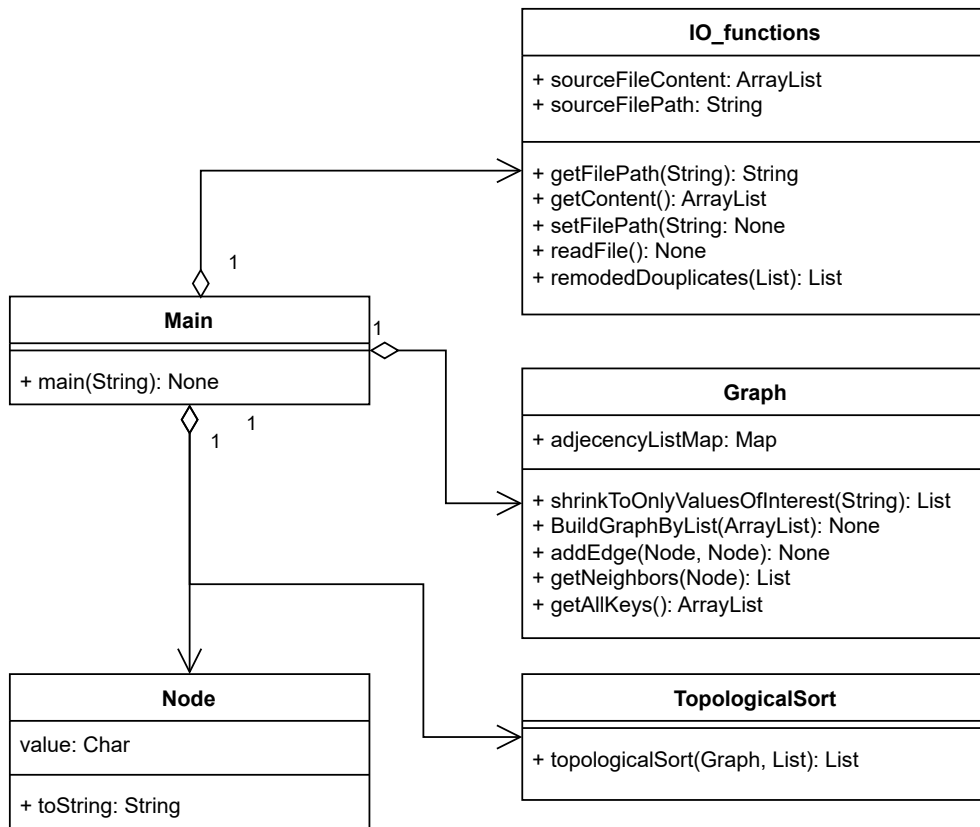 IO_functions
+ sourceFileContent: ArrayList
+ sourceFilePath: String
+ getFilePath(String): String
+ getContent(): ArrayList
+ setFilePath(String: None
+ readFile(): None
+ remodedDouplicates(List): List
1
Main
1
+ main(String): None
1
1
Graph
+ adjecencyListMap: Map
+ shrinkToOnlyValuesOfInterest(String): List
+ BuildGraphByList(ArrayList): None
+ addEdge(Node, Node): None
+ getNeighbors(Node): List
+ getAllKeys(): ArrayList
Node
value: Char
+ toString: String
TopologicalSort
+ topologicalSort(Graph, List): List